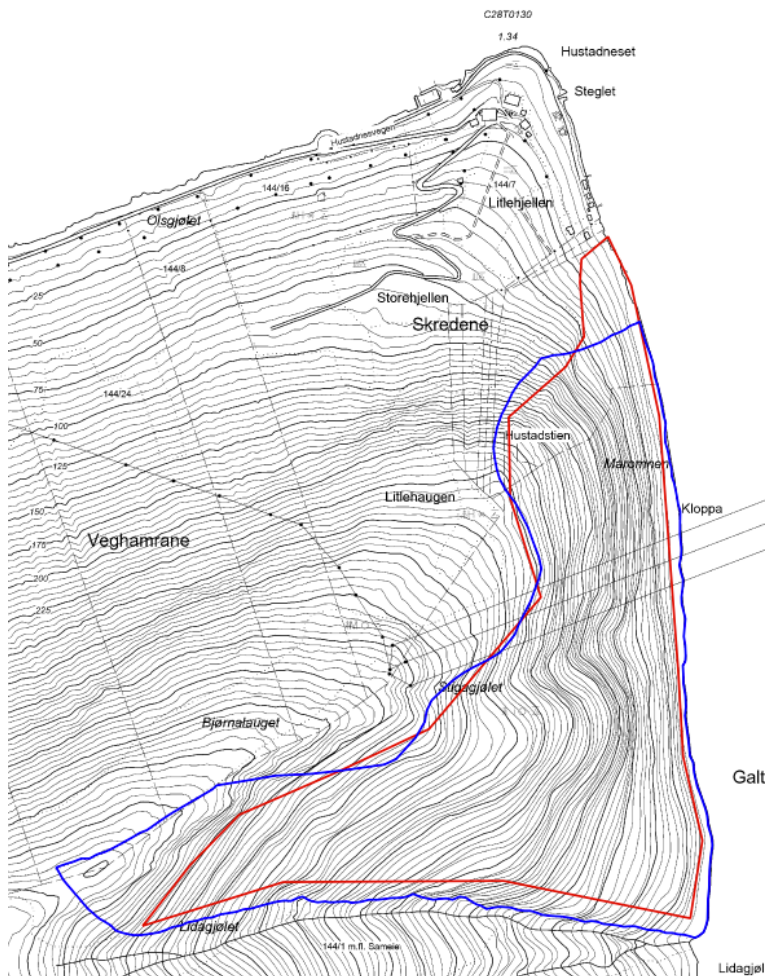 C28T0130
1.34
Hustadneset
Steglet
Hustadnesvegen
144/16
144/7
Litlehjellen
Olsgjølet
144/8
25
Storehjellen
Skredene
50
75
144/24
100
Hustadstien
Maromnen
125
Litlehaugen
Kloppa
150
Veghamrane
175
200
225
Sugagjølet
Bjørnalauget
Galt
Lidagjølet
144/1 m.fl. Sameie
Lidagjøl